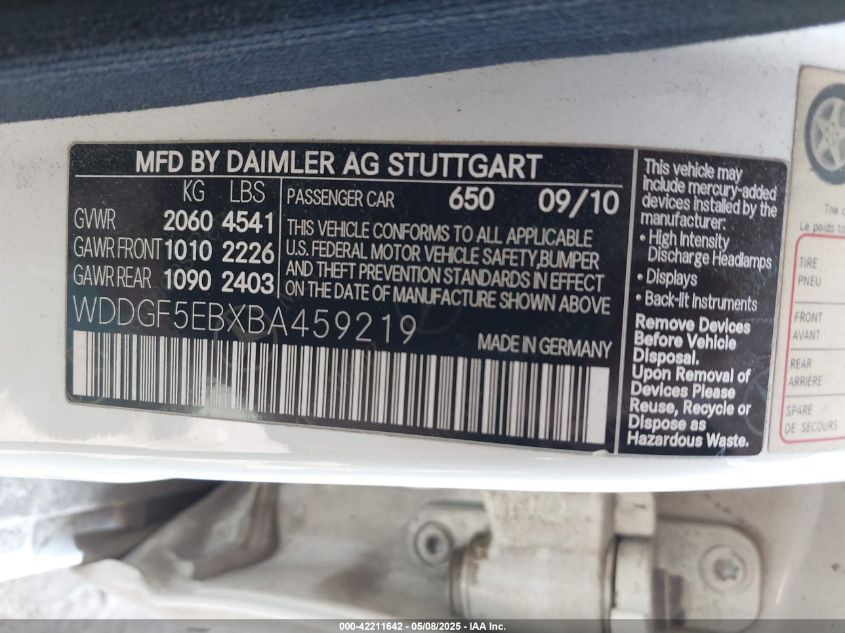 MFD BY DAIMLER AG STUTTGART
KG LBS
GVWR 2060 4541
GAWR FRONT 1010 2226
GAWR REAR 1090 2403
PASSENGER CAR 650 09/10
THIS VEHICLE CONFORMS TO ALL APPLICABLE
U.S. FEDERAL MOTOR VEHICLE SAFETY,BUMPER
AND THEFT PREVENTION STANDARDS IN EFFECT
ON THE DATE OF MANUFACTURE SHOWN ABOVE
WDDGF5EBXBA459219
MADE IN GERMANY
This vehicle may
include mercury-added
devices installed by the
manufacturer:
• High Intensity
Discharge Headlamps
• Displays
• Back-lit Instruments
Remove Devices
Before Vehicle
Disposal.
Upon Removal of
Devices Please
Reuse, Recycle or
Dispose as
Hazardous Waste.
The
Le poids
TIRE
PNEU
FRONT
AVANT
REAR
ARRIÈRE
SPARE
DE SECOURS
000-42211642 - 05/08/2025 - IAA Inc.